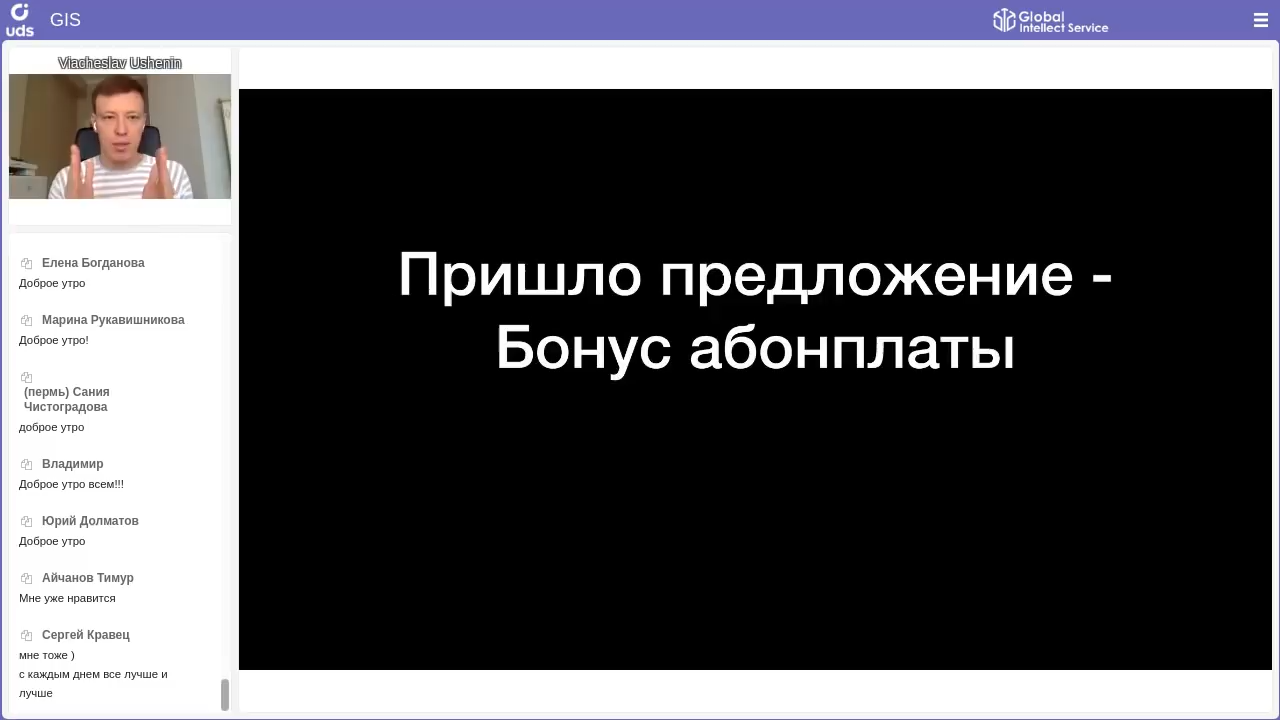 uds
GIS
Global
Intellect Service
Viacheslav Ushenin
Елена Богданова
Доброе утро
Марина Рукавишникова
Доброе утро!
(пермь) Сания
Чистоградова
доброе утро
Владимир
Доброе утро всем!!!
Юрий Долматов
Доброе утро
Айчанов Тимур
Мне уже нравится
Сергей Кравец
мне тоже )
с каждым днем все лучше и
лучше
Пришло предложение -
Бонус абонплаты